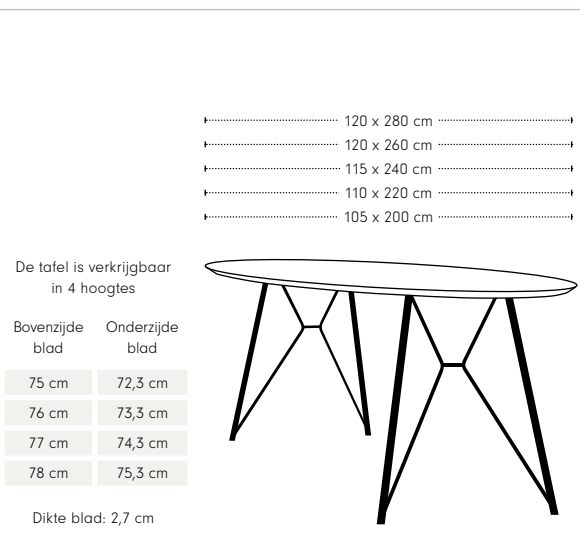 120 x 280 cm
120 x 260 cm
115 x 240 cm
110 x 220 cm
105 x 200 cm
De tafel is verkrijgbaar
in 4 hoogtes
Bovenzijde Onderzijde
blad blad
75 cm 72,3 cm
76 cm 73,3 cm
77 cm 74,3 cm
78 cm 75,3 cm
Dikte blad: 2,7 cm